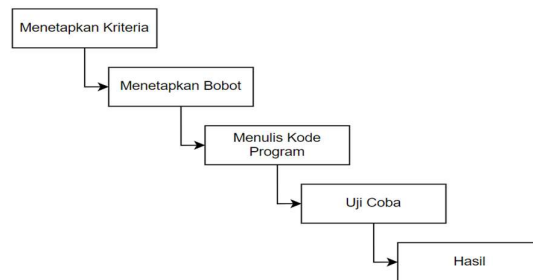 Menetapkan Kriteria
Menetapkan Bobot
Menulis Kode
Program
Uji Coba
Hasil